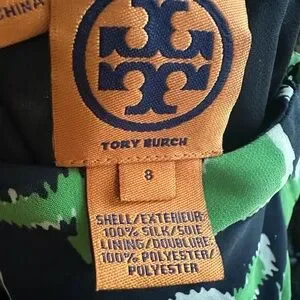 CHINA
TORY BURCH
8
SHELL/EXTERIEUR:
100% SILK/SOIE
LINING/DOUBLURE:
100% POLYESTER/
POLYESTER